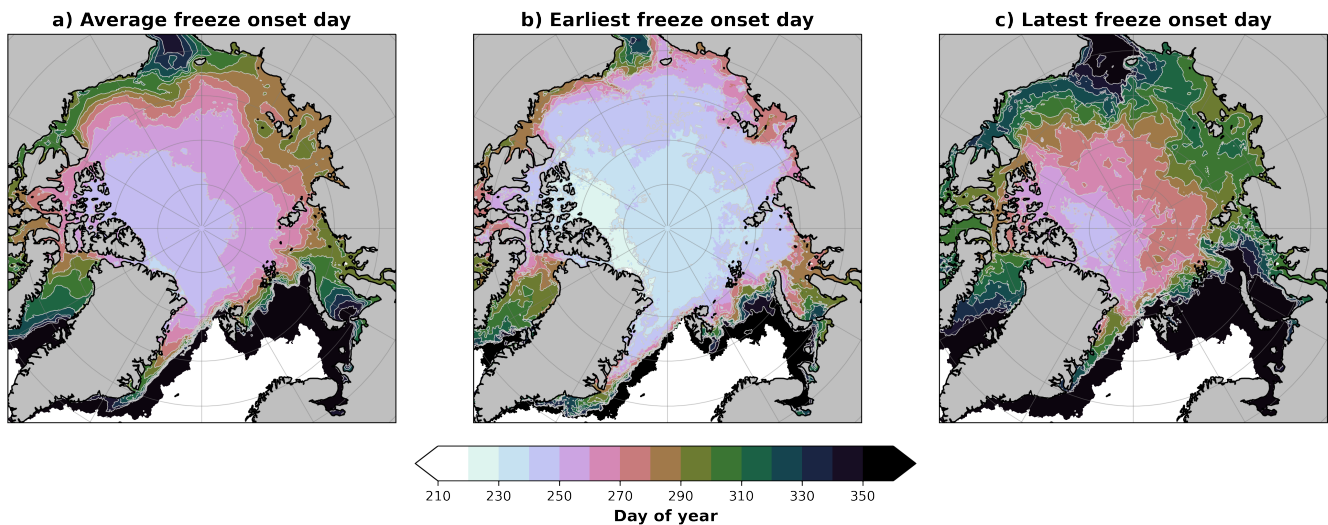 a) Average freeze onset day
b) Earliest freeze onset day
c) Latest freeze onset day
210 230 250 270 290 310 330 350
Day of year